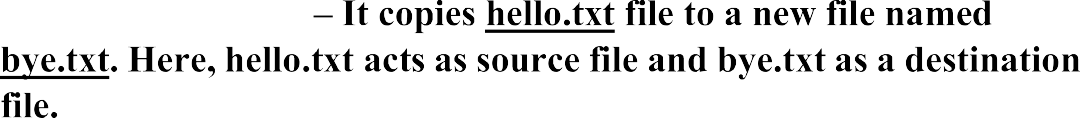 – It copies hello.txt file to a new file named
bye.txt. Here, hello.txt acts as source file and bye.txt as a destination
file.